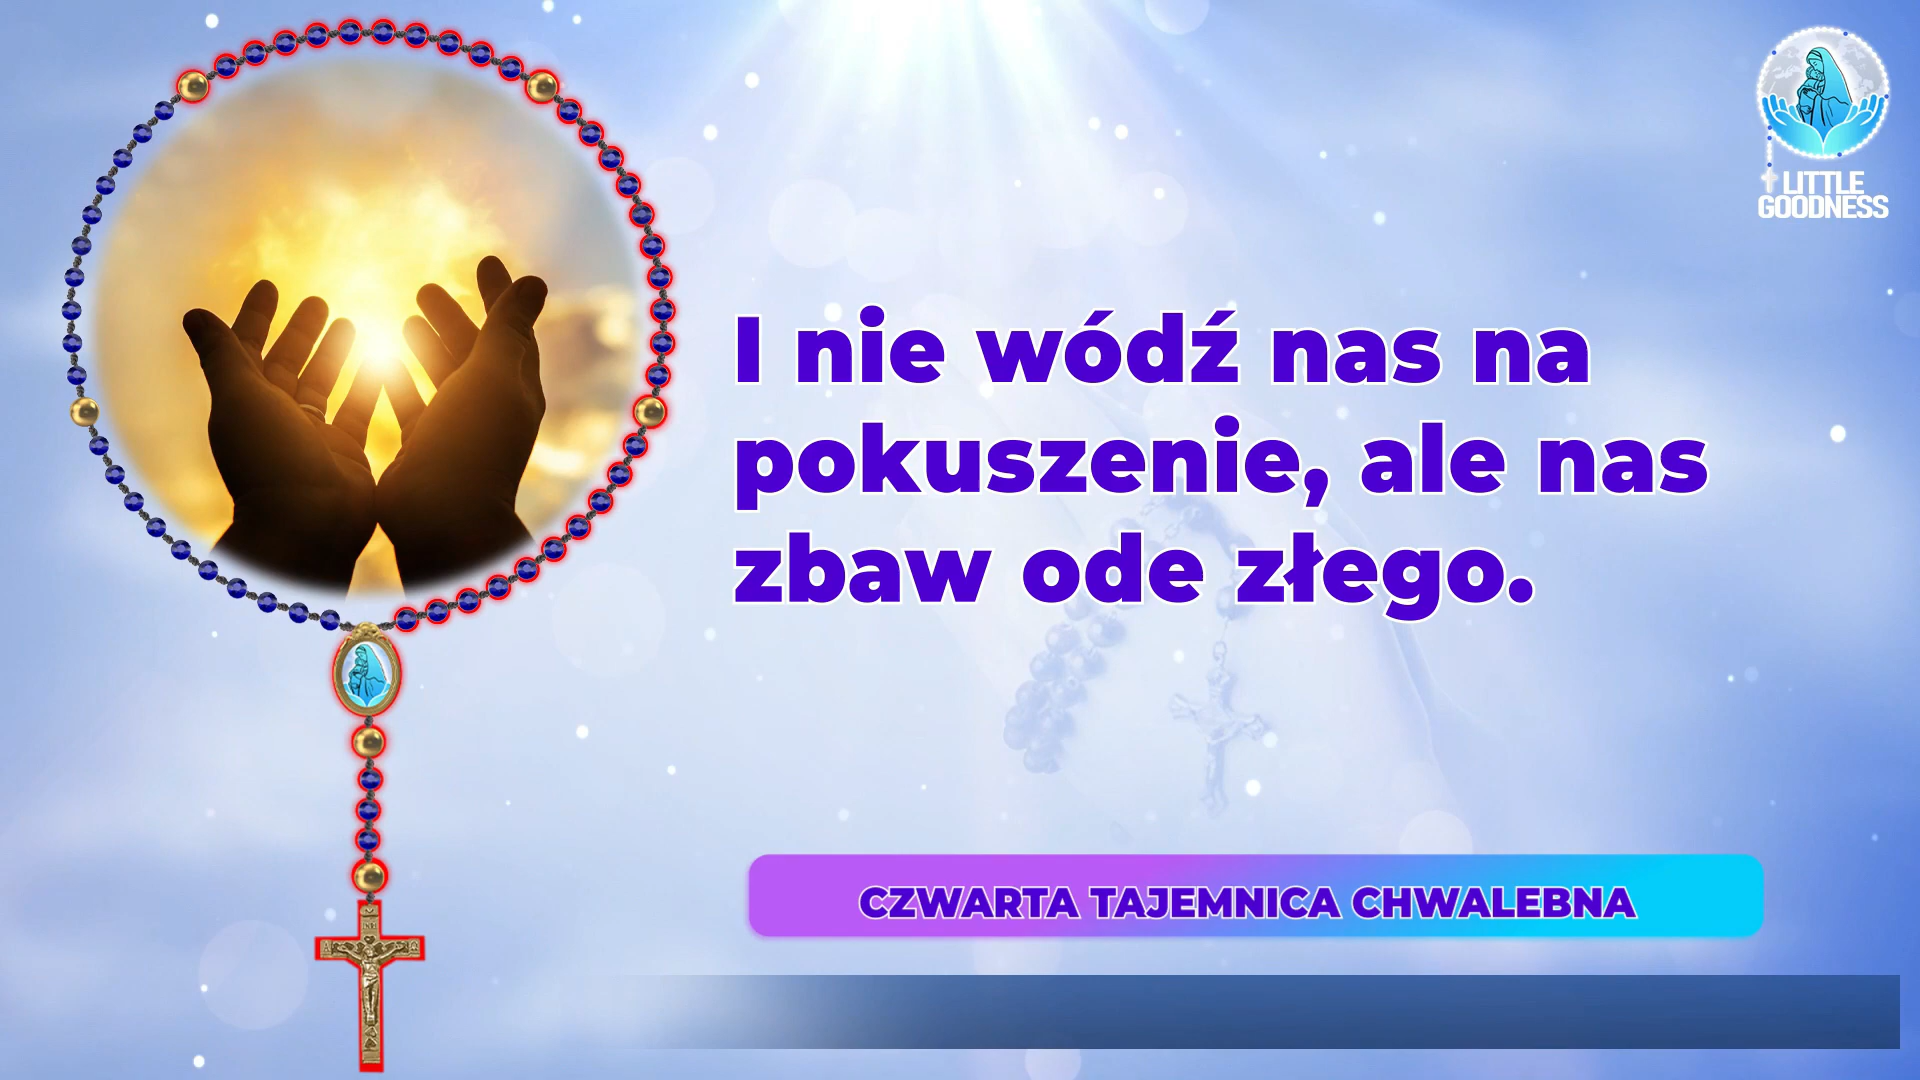 LITTLE
GOODNESS
I nie wódź nas na
pokuszenie, ale nas
zbaw ode złego.
CZWARTA TAJEMNICA CHWALEBNA